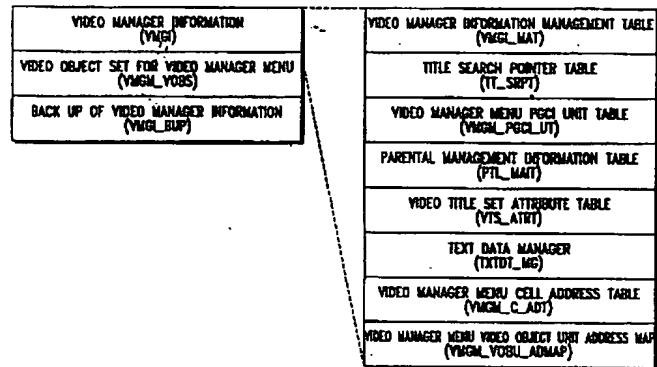 VIDEO MANAGER INFORMATION
(VMGI)
VIDEO OBJECT SET FOR VIDEO MANAGER MENU
(VMGM_VOBS)
BACK UP OF VIDEO MANAGER INFORMATION
(VMGI_BUP)
VIDEO MANAGER INFORMATION MANAGEMENT TABLE
(VMGI_MAT)
TITLE SEARCH POINTER TABLE
(TT_SRPT)
VIDEO MANAGER MENU PGCI UNIT TABLE
(VMGM_PGCI_UT)
PARENTAL MANAGEMENT INFORMATION TABLE
(PTL_MAIT)
VIDEO TITLE SET ATTRIBUTE TABLE
(VTS_ATRT)
TEXT DATA MANAGER
(TXTDT_MG)
VIDEO MANAGER MENU CELL ADDRESS TABLE
(VMGM_C_ADT)
VIDEO MANAGER MENU VIDEO OBJECT UNIT ADDRESS MAP
(VMGM_VOBU_ADMAP)